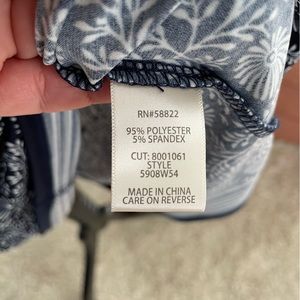 RN#58822
95% POLYESTER
5% SPANDEX
CUT: 8001061
STYLE
5908W54
MADE IN CHINA
CARE ON REVERSE